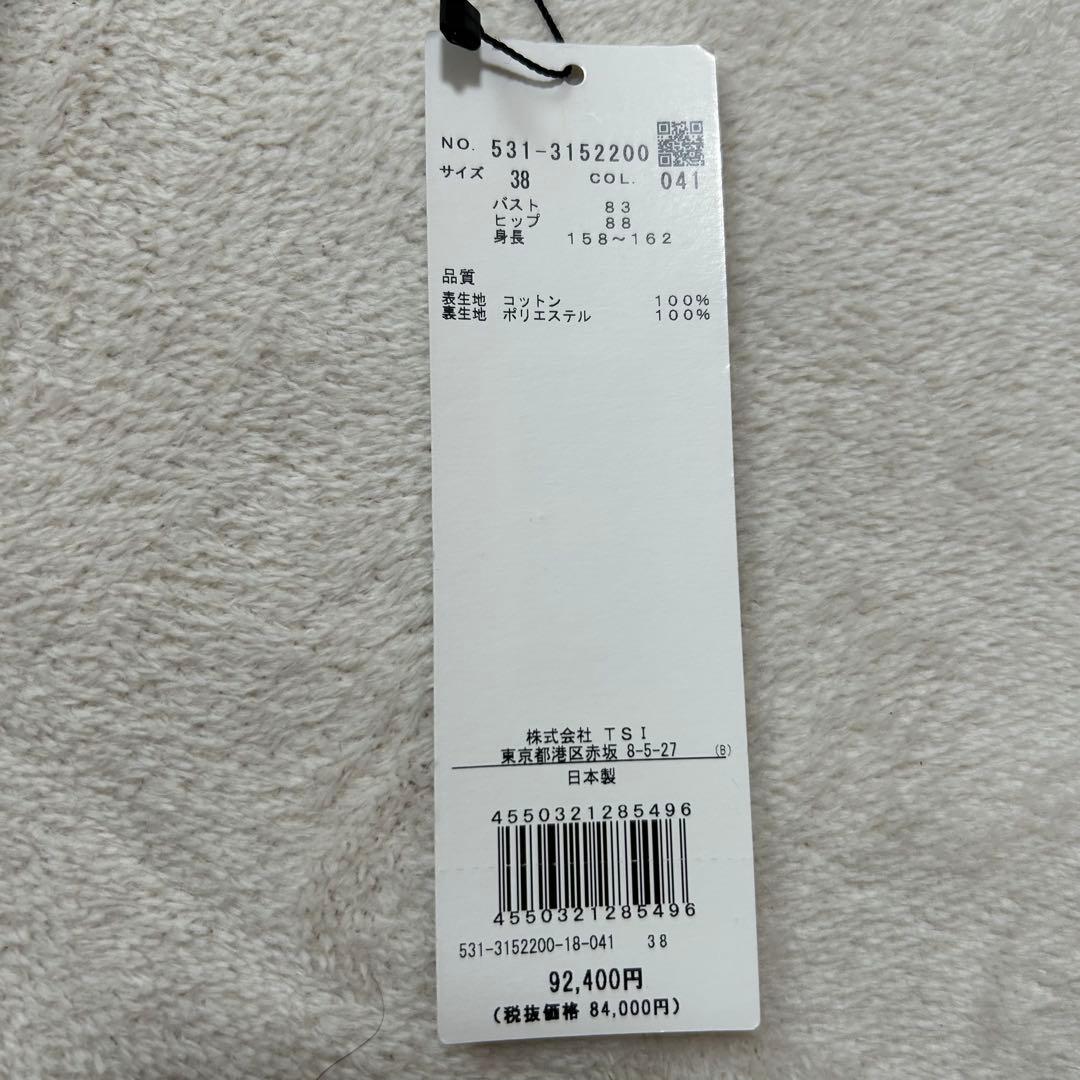 NO. 531-3152200
サイズ 38 COL. 041
バスト 83
ヒップ 88
身長 158～162
品質
表生地 コットン 100%
裏生地 ポリエステル 100%
株式会社 TSI
東京都港区赤坂 8-5-27 (B)
日本製
4550321285496
4550321285496
531-3152200-18-041 38
92,400円
(税抜価格 84,000円)